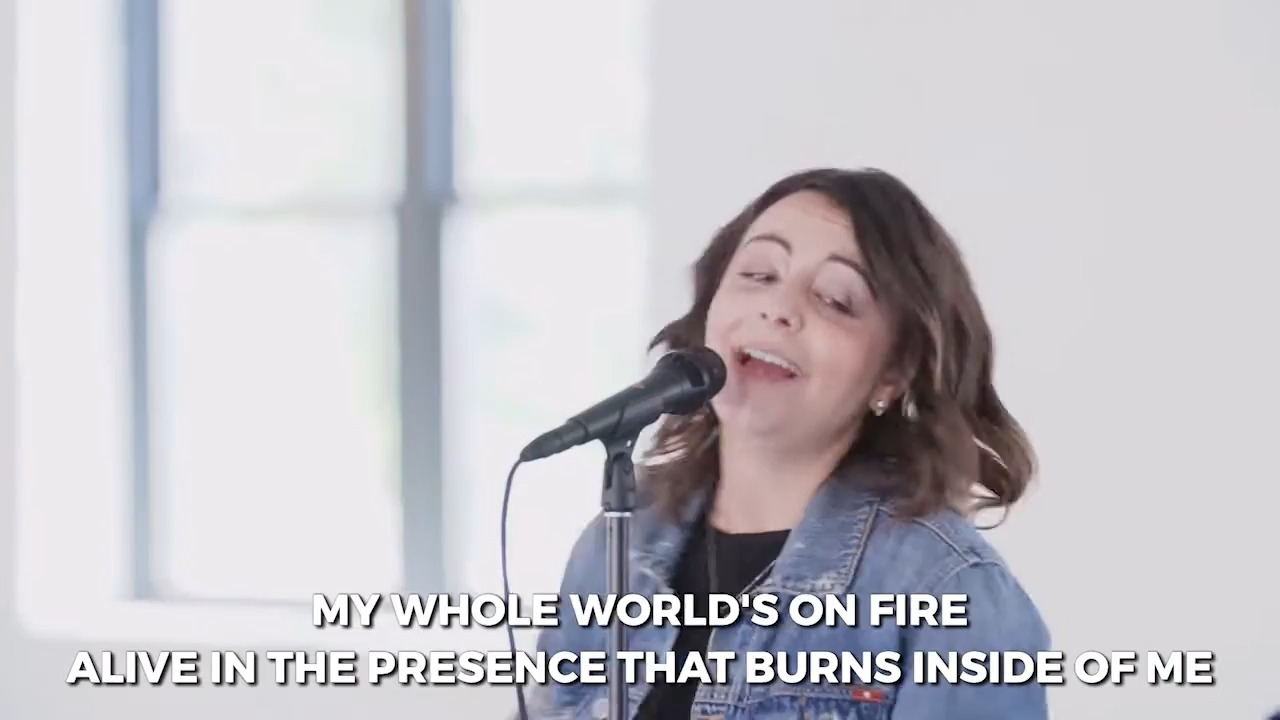 MY WHOLE WORLD'S ON FIRE
ALIVE IN THE PRESENCE THAT BURNS INSIDE OF ME